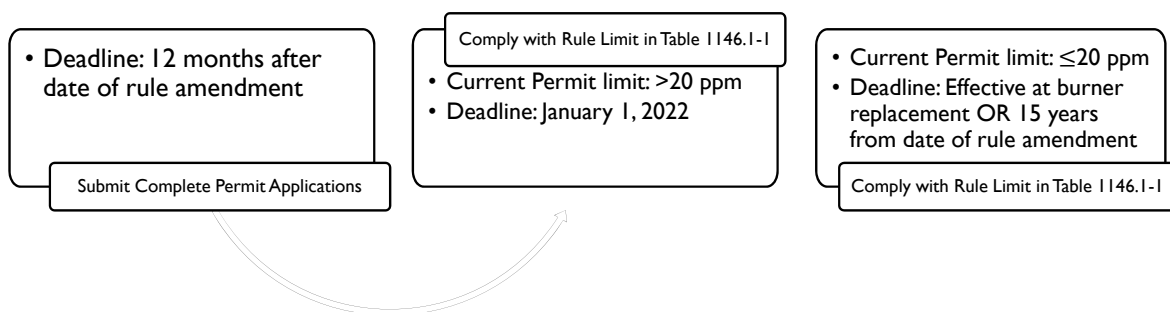 • Deadline: 12 months after
date of rule amendment
Submit Complete Permit Applications
Comply with Rule Limit in Table 1146.1-1
• Current Permit limit: >20 ppm
• Deadline: January 1, 2022
• Current Permit limit: ≤20 ppm
• Deadline: Effective at burner
replacement OR 15 years
from date of rule amendment
Comply with Rule Limit in Table 1146.1-1